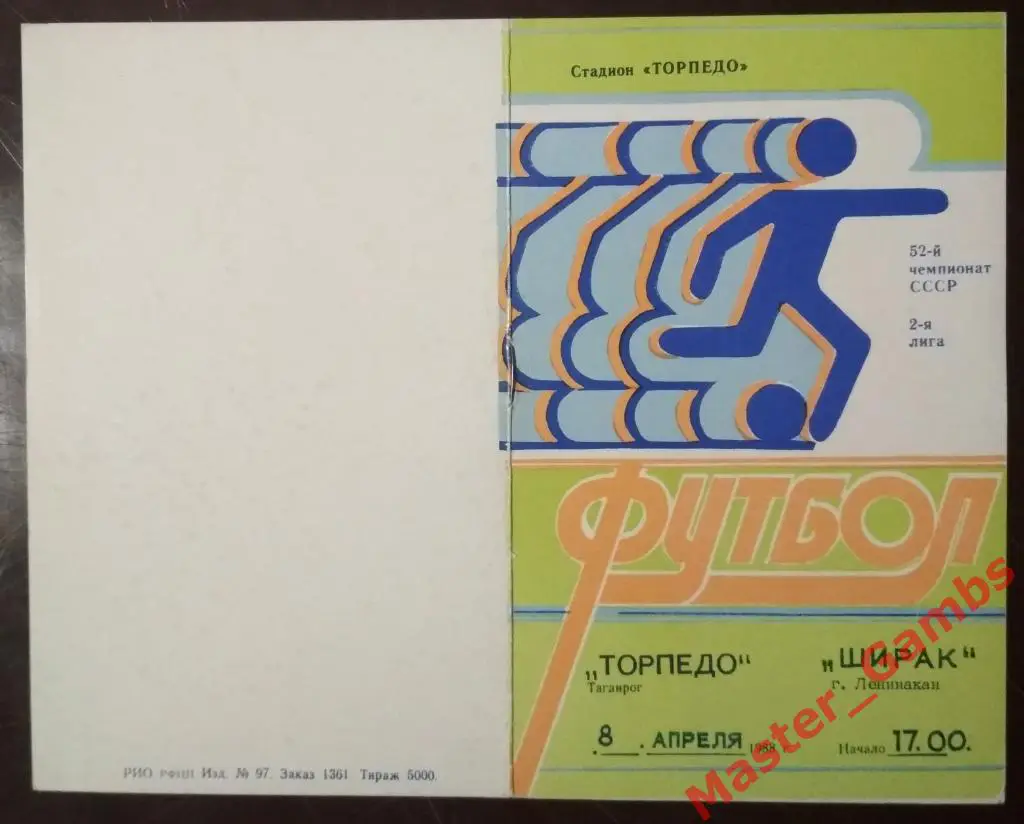 Стадион «ТОРПЕДО»
52-й
чемпионат
СССР
2-я
лига
ФУТБОЛ
„ТОРПЕДО“
Таганрог
„ШИРАК“
г. Ленинакан
8 АПРЕЛЯ 1988 г.
Начало 17.00.
РИО Изд. № 97. Заказ 1361 Тираж 5000.
Master_Gambs